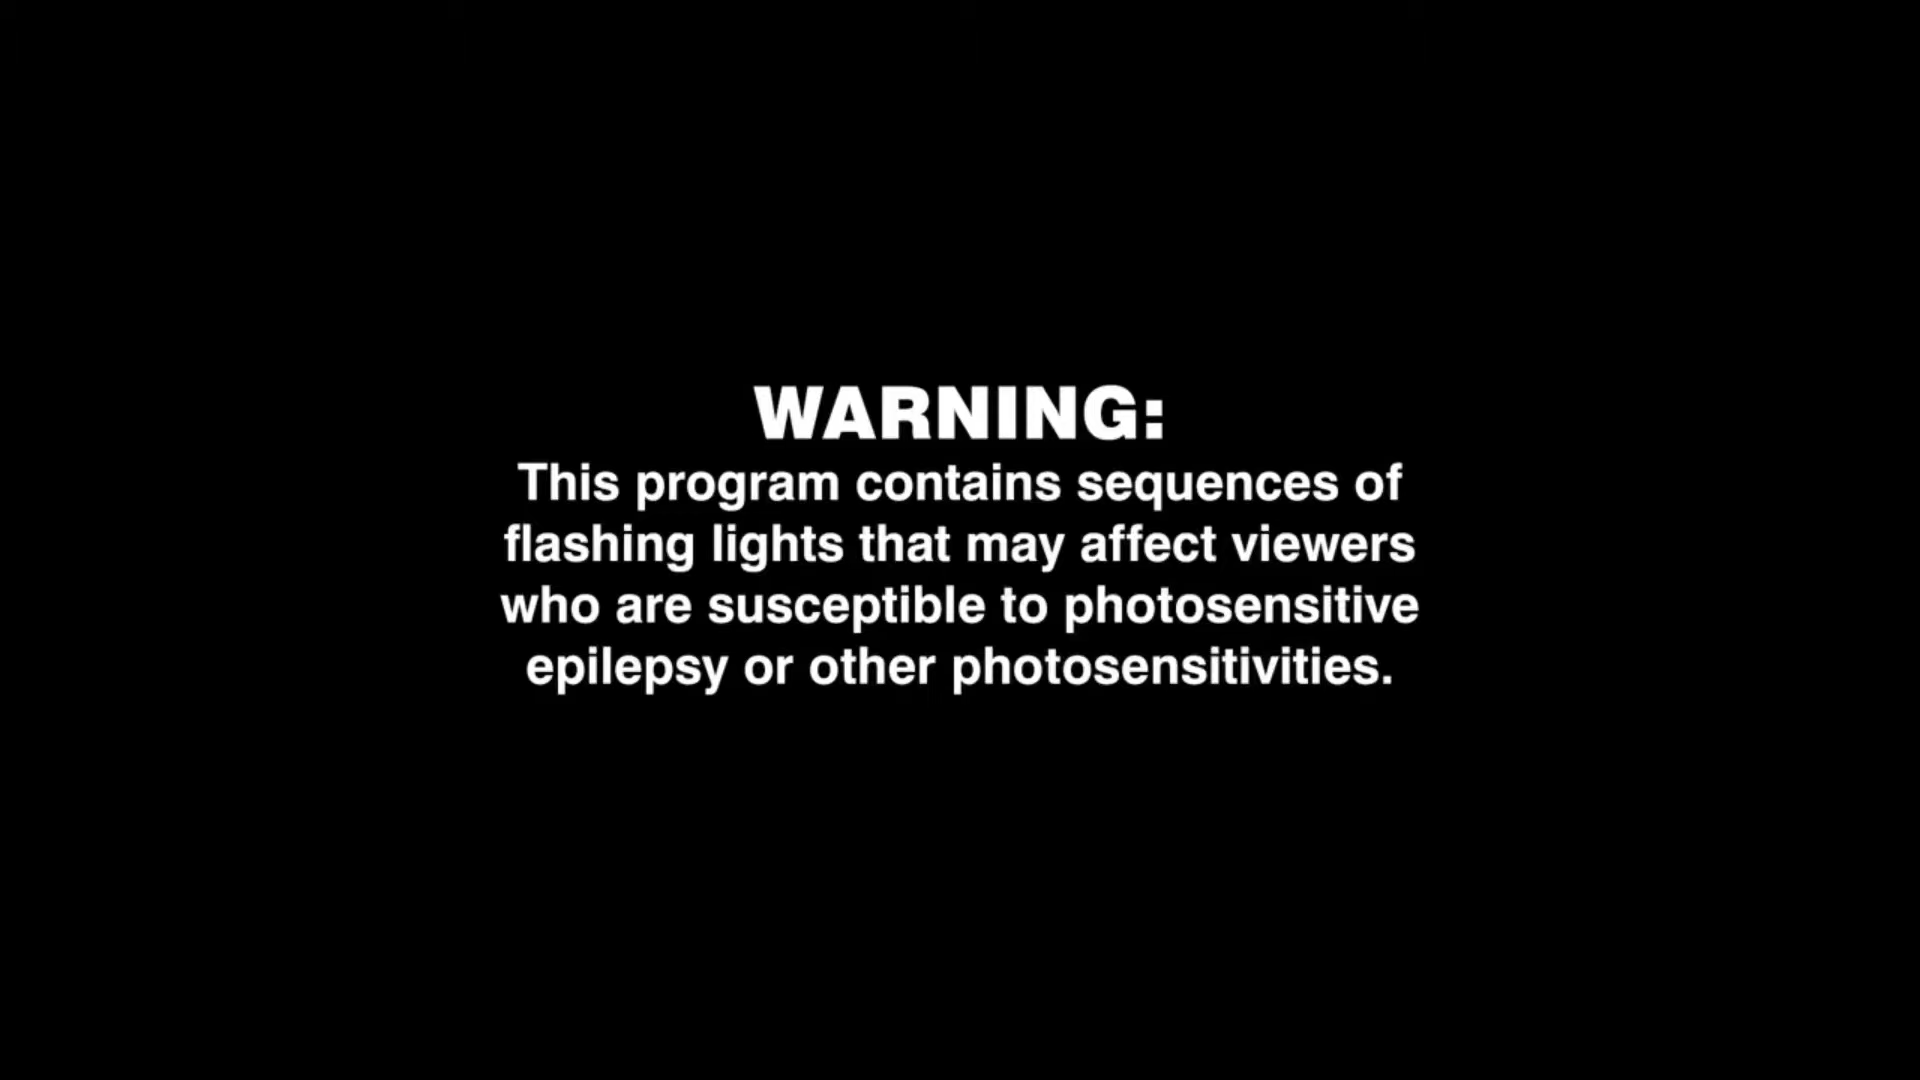 WARNING:
This program contains sequences of
flashing lights that may affect viewers
who are susceptible to photosensitive
epilepsy or other photosensitivities.